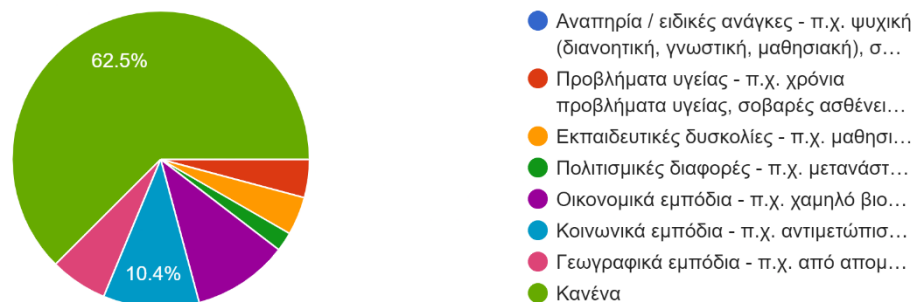 62.5%
10.4%
Αναπηρία / ειδικές ανάγκες - π.χ. ψυχική
(διανοητική, γνωστική, μαθησιακή), σ…
Προβλήματα υγείας - π.χ. χρόνια
προβλήματα υγείας, σοβαρές ασθένει…
Εκπαιδευτικές δυσκολίες - π.χ. μαθησι…
Πολιτισμικές διαφορές - π.χ. μετανάστ…
Οικονομικά εμπόδια - π.χ. χαμηλό βιο…
Κοινωνικά εμπόδια - π.χ. αντιμετώπισ…
Γεωγραφικά εμπόδια - π.χ. από απομ…
Κανένα